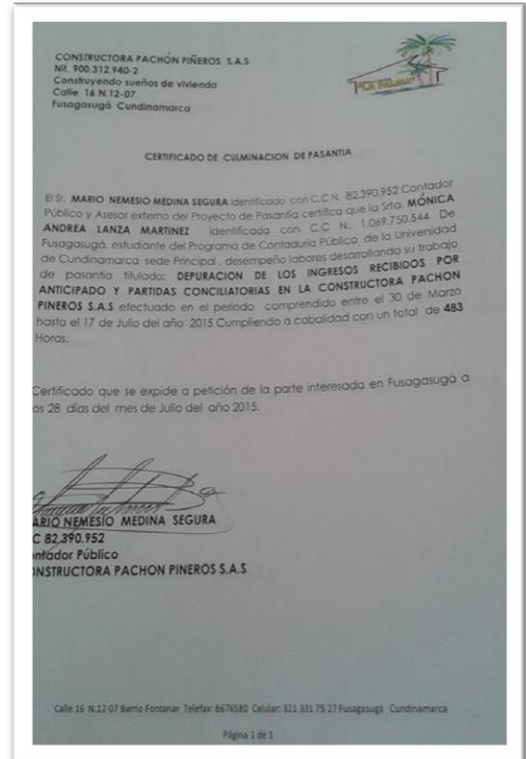 CONSTRUCTORA PACHÓN PIÑEROS S.A.S
Nit. 900.312.940-2
Construyendo sueños de vivienda
Calle 16 N.12-07
Fusagasugá Cundinamarca
"LA PALMA"
CERTIFICADO DE CULMINACION DE PASANTIA
El Sr. MARIO NEMESIO MEDINA SEGURA identificado con C.C N. 82.390.952 Contador
Público y Asesor externo del Proyecto de Pasantía certifica que la Srta. MÓNICA
ANDREA LANZA MARTINEZ Identificada con C.C N. 1.069.750.544 De
Fusagasugá, estudiante del Programa de Contaduría Pública de la Universidad
de Cundinamarca sede Principal, desempeño labores desarrollando su trabajo
de pasantía titulado: DEPURACION DE LOS INGRESOS RECIBIDOS POR
ANTICIPADO Y PARTIDAS CONCILIATORIAS EN LA CONSTRUCTORA PACHON
PINEROS S.A.S efectuado en el periodo comprendido entre el 30 de Marzo
hasta el 17 de Julio del año 2015 Cumpliendo a cabalidad con un total de 483
Horas.
Certificado que se expide a petición de la parte interesada en Fusagasugá a
os 28 días del mes de Julio del año 2015.
ARIO NEMESIO MEDINA SEGURA
C 82.390.952
ontador Público
ONSTRUCTORA PACHON PINEROS S.A.S
Calle 16 N.12-07 Barrio Fontanar Telefax: 8676580 Celular: 321 331 75 27 Fusagasugá Cundinamarca
Página 1 de 1